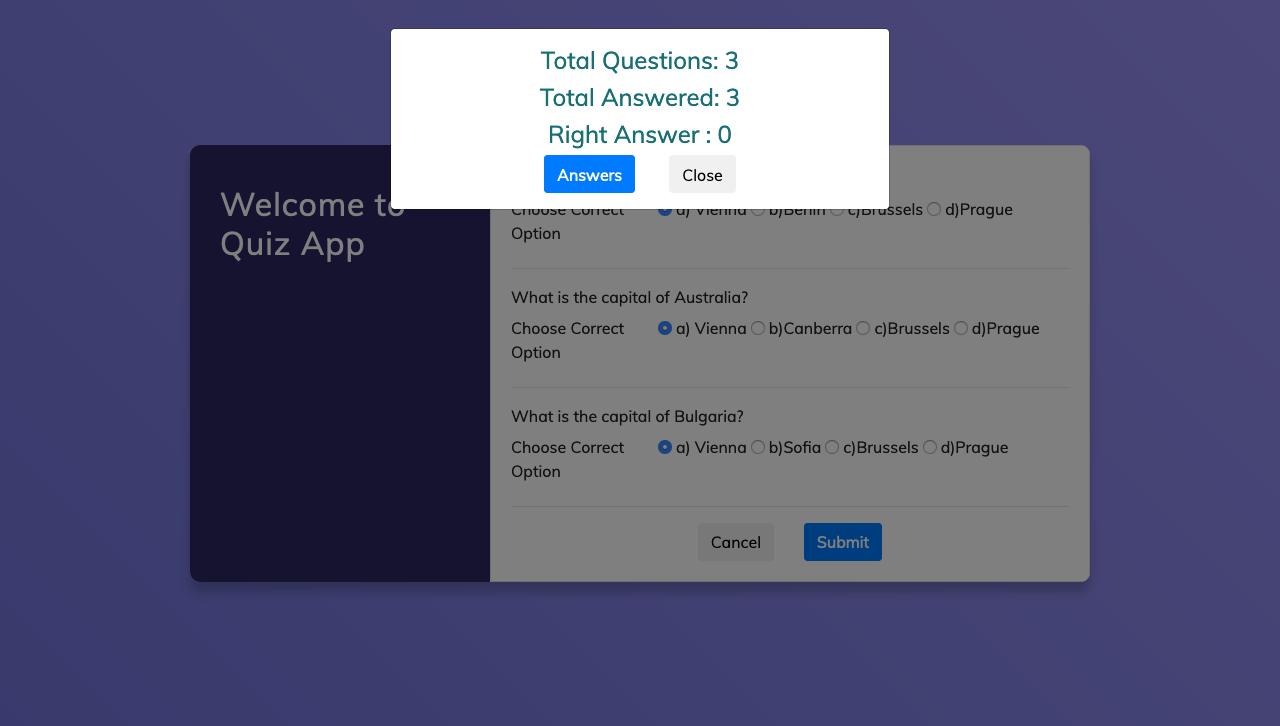 Total Questions: 3
Total Answered: 3
Right Answer : 0
Answers Close
Welcome to
Quiz App
Choose Correct a) Vienna b)Berlin c)Brussels d)Prague
Option
What is the capital of Australia?
Choose Correct a) Vienna b)Canberra c)Brussels d)Prague
Option
What is the capital of Bulgaria?
Choose Correct a) Vienna b)Sofia c)Brussels d)Prague
Option
Cancel Submit